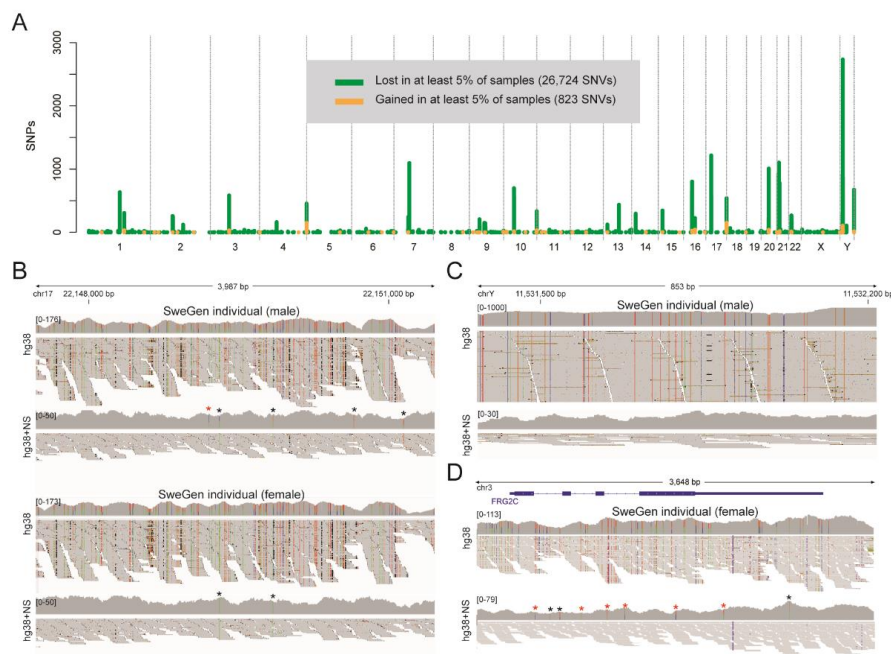 A
3000
2000
1000
0
SNPs
Lost in at least 5% of samples (26,724 SNVs)
Gained in at least 5% of samples (823 SNVs)
1 2 3 4 5 6 7 8 9 10 11 12 13 14 15 16 17 18 19 20 21 22 X Y
B
3,987 bp
chr17 22,148,000 bp 22,151,000 bp
SweGen individual (male)
[0-176]
hg38
* * * * *
[0-50]
hg38+NS
SweGen individual (female)
[0-173]
hg38
* *
[0-50]
hg38+NS
C
853 bp
chrY 11,531,500 bp 11,532,200 bp
SweGen individual (male)
[0-1000]
hg38
[0-30]
hg38+NS
D
3,648 bp
chr3
FRG2C
SweGen individual (female)
[0-113]
hg38
[0-79]
* * * * * * * * *
hg38+NS